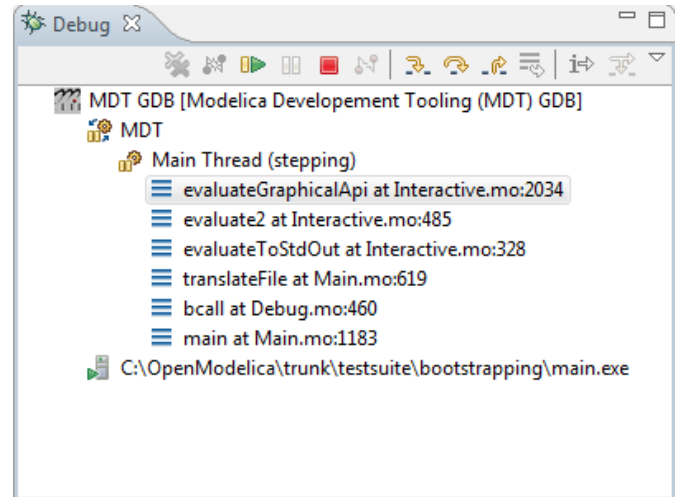 Debug
i
MDT GDB [Modelica Developement Tooling (MDT) GDB]
MDT
Main Thread (stepping)
evaluateGraphicalApi at Interactive.mo:2034
evaluate2 at Interactive.mo:485
evaluateToStdOut at Interactive.mo:328
translateFile at Main.mo:619
bcall at Debug.mo:460
main at Main.mo:1183
C:\OpenModelica\trunk\testsuite\bootstrapping\main.exe